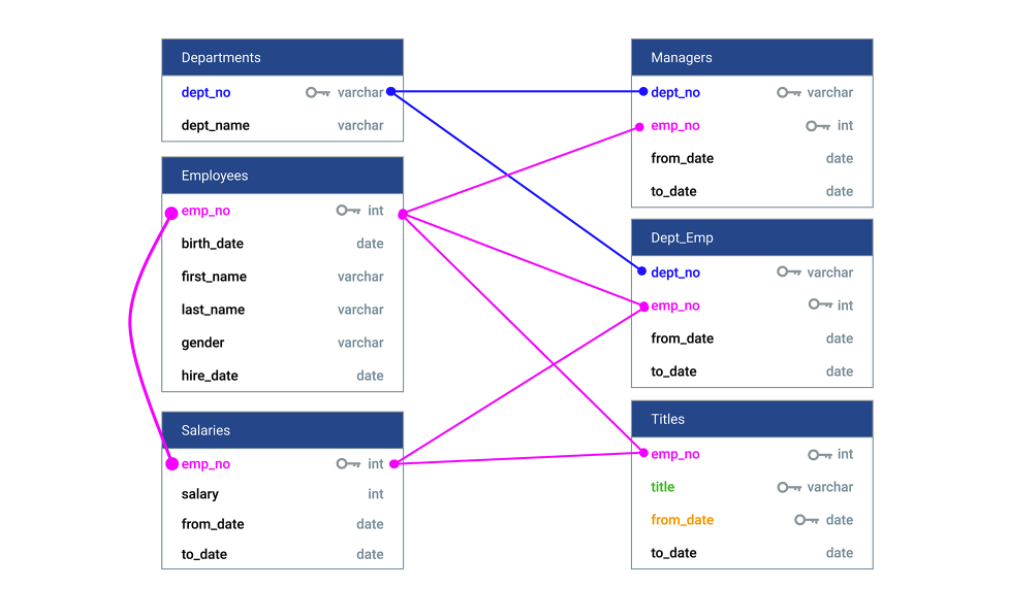 Departments
dept_no varchar
dept_name varchar
Employees
emp_no int
birth_date date
first_name varchar
last_name varchar
gender varchar
hire_date date
Salaries
emp_no int
salary int
from_date date
to_date date
Managers
dept_no varchar
emp_no int
from_date date
to_date date
Dept_Emp
dept_no varchar
emp_no int
from_date date
to_date date
Titles
emp_no int
title varchar
from_date date
to_date date